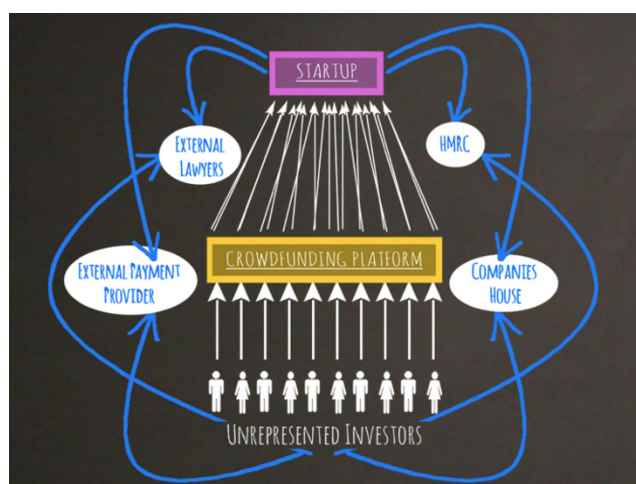 STARTUP
EXTERNAL
LAWYERS
HMRC
CROWDFUNDING PLATFORM
EXTERNAL PAYMENT
PROVIDER
COMPANIES
HOUSE
UNREPRESENTED INVESTORS